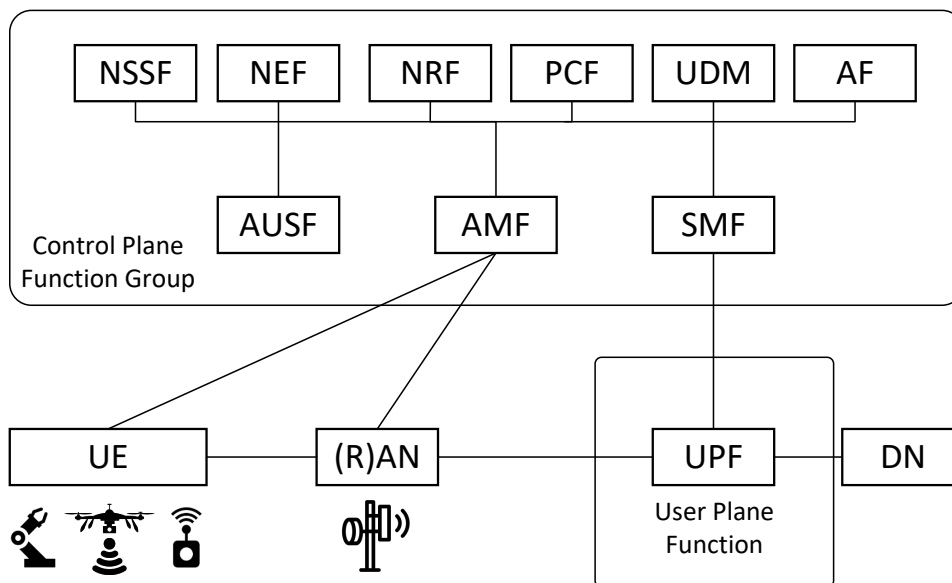 NSSF
NEF
NRF
PCF
UDM
AF
AUSF
AMF
SMF
Control Plane
Function Group
UE
(R)AN
UPF
DN
User Plane
Function